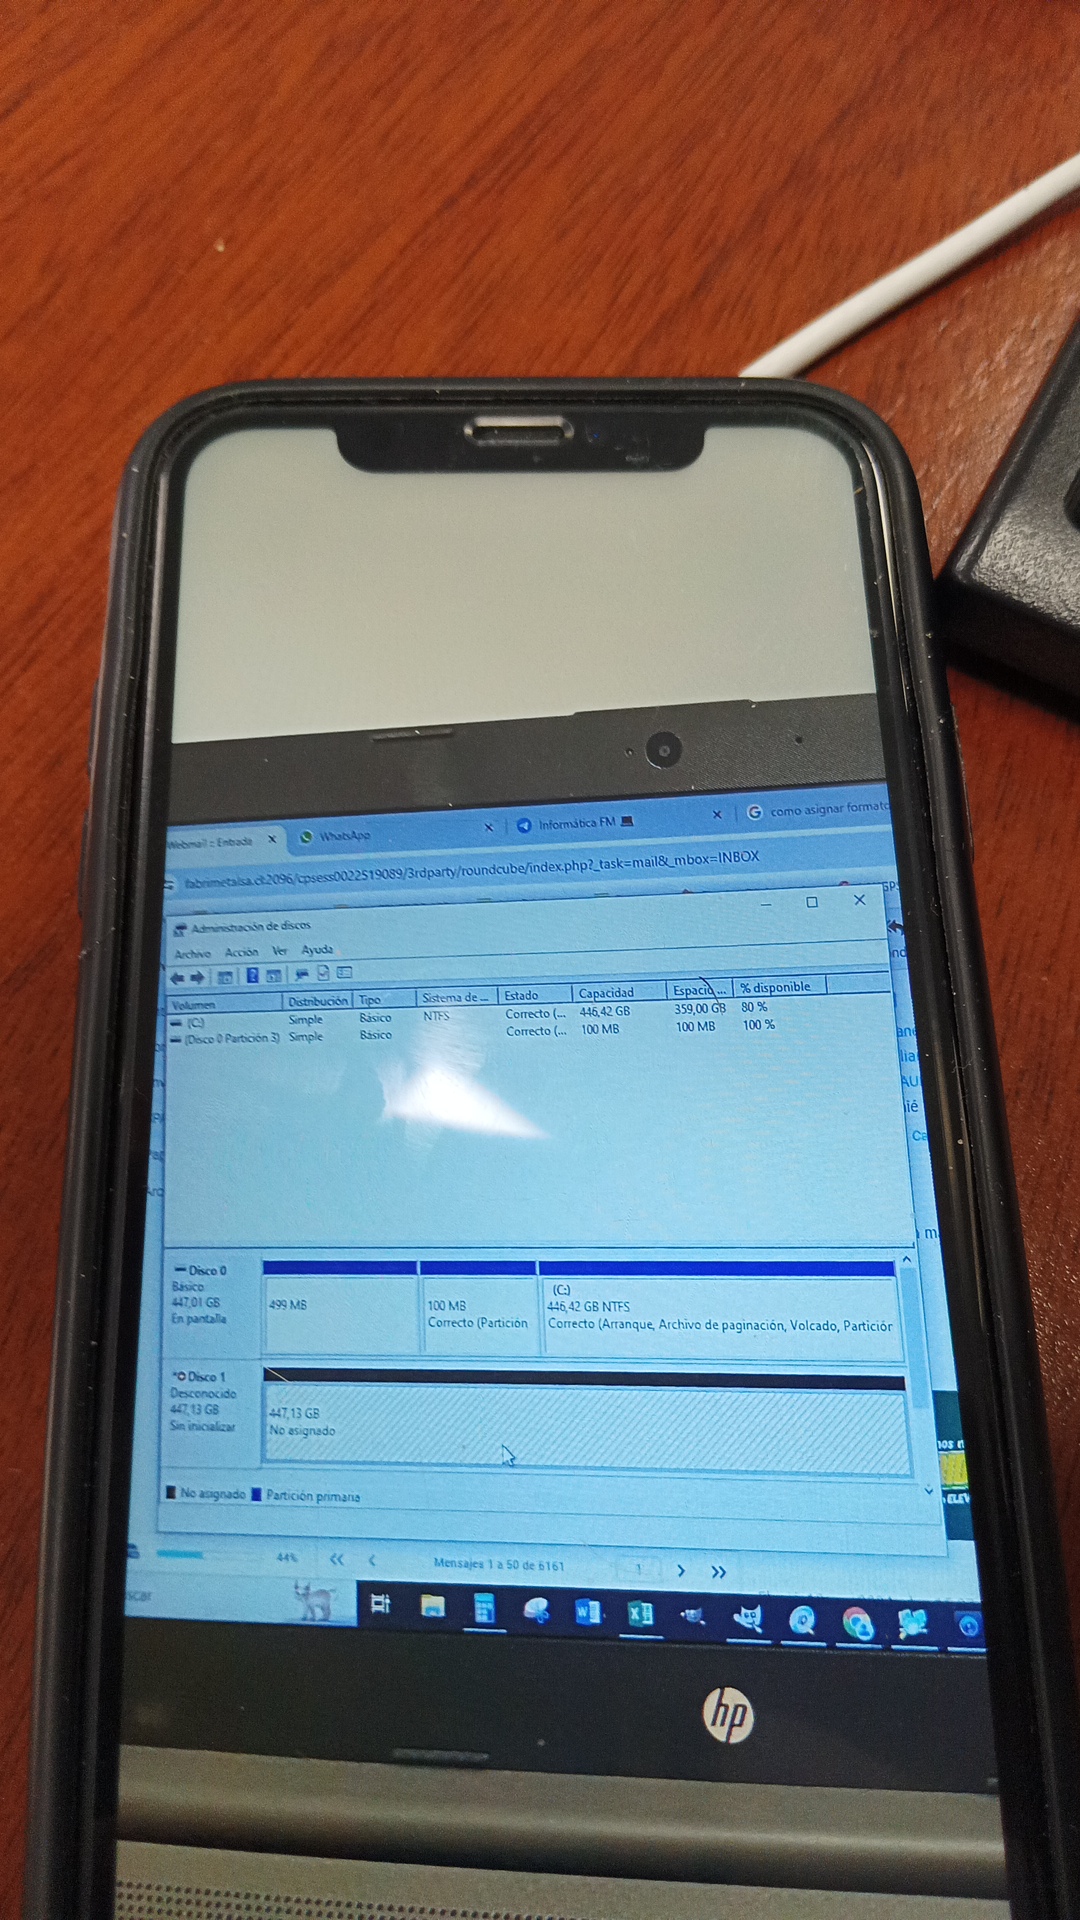 Webmail :: Entrada
WhatsApp
Informática FM
como asignar formato
fabrimetalsa.cl:2096/cpsess0022519089/3rdparty/roundcube/index.php?_task=mail&_mbox=INBOX
Administración de discos
Archivo Acción Ver Ayuda
Volumen Distribución Tipo Sistema de ... Estado Capacidad Espacio ... % disponible
(C:) Simple Básico NTFS Correcto (... 446,42 GB 359,00 GB 80 %
(Disco 0 Partición 3) Simple Básico Correcto (... 100 MB 100 MB 100 %
Disco 0
Básico
447,01 GB
En pantalla
499 MB
100 MB
Correcto (Partición
(C:)
446,42 GB NTFS
Correcto (Arranque, Archivo de paginación, Volcado, Partición
Disco 1
Desconocido
447,13 GB
Sin inicializar
447,13 GB
No asignado
No asignado Partición primaria
44% Mensajes 1 a 50 de 6161 1
hp